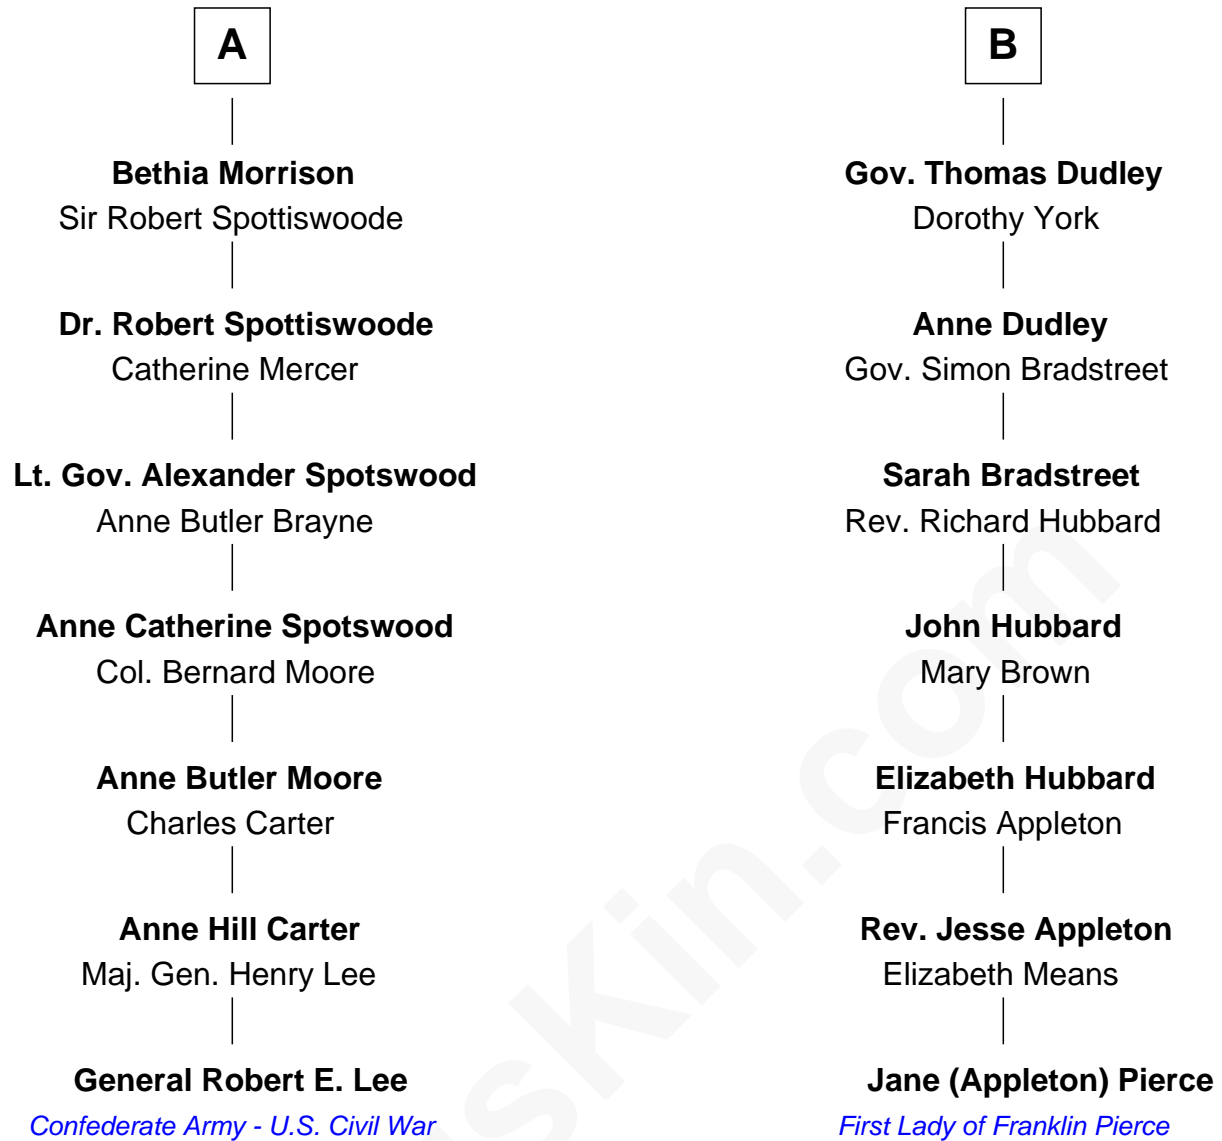 A
Bethia Morrison
Sir Robert Spottiswoode
Dr. Robert Spottiswoode
Catherine Mercer
Lt. Gov. Alexander Spotswood
Anne Butler Brayne
Anne Catherine Spotswood
Col. Bernard Moore
Anne Butler Moore
Charles Carter
Anne Hill Carter
Maj. Gen. Henry Lee
General Robert E. Lee
Confederate Army - U.S. Civil War
B
Gov. Thomas Dudley
Dorothy York
Anne Dudley
Gov. Simon Bradstreet
Sarah Bradstreet
Rev. Richard Hubbard
John Hubbard
Mary Brown
Elizabeth Hubbard
Francis Appleton
Rev. Jesse Appleton
Elizabeth Means
Jane (Appleton) Pierce
First Lady of Franklin Pierce
sKin.com